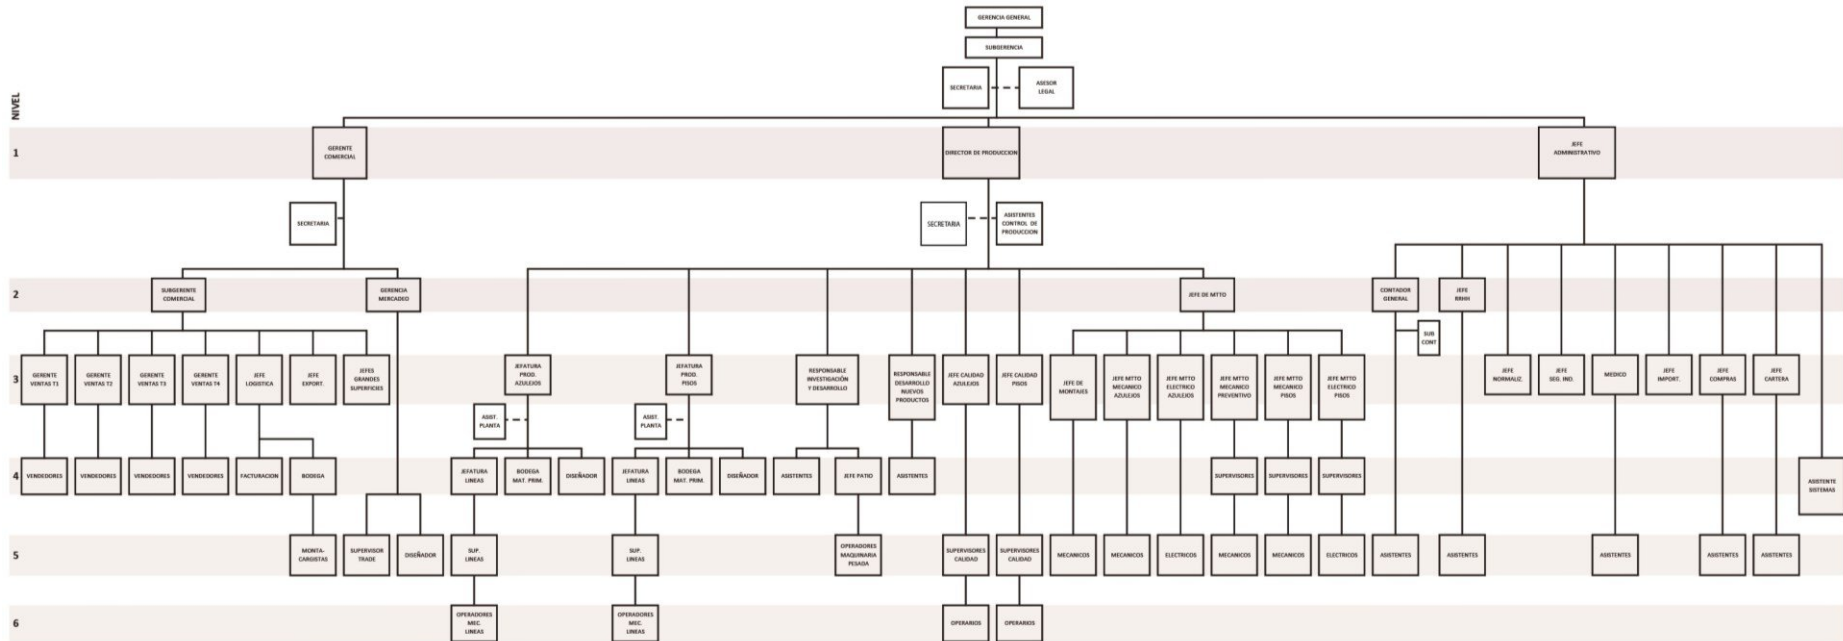 GERENCIA GENERAL
SUBGERENCIA
SECRETARIA
ASESOR
LEGAL
NIVEL
1
GERENTE
COMERCIAL
DIRECTOR DE PRODUCCION
JEFE
ADMINISTRATIVO
SECRETARIA
SECRETARIA
ASISTENTES
CONTROL DE
PRODUCCION
2
SUBGERENTE
COMERCIAL
GERENCIA
MERCADEO
JEFE DE MTTO
CONTADOR
GENERAL
JEFE
RRHH
SUB
CONT
3
GERENTE
VENTAS T1
GERENTE
VENTAS T2
GERENTE
VENTAS T3
GERENTE
VENTAS T4
JEFE
LOGISTICA
JEFE
EXPORT.
JEFES
GRANDES
SUPERFICIES
JEFATURA
PROD.
AZULEJOS
JEFATURA
PROD.
PISOS
RESPONSABLE
INVESTIGACIÓN
Y DESARROLLO
RESPONSABLE
DESARROLLO
NUEVOS
PRODUCTOS
JEFE CALIDAD
AZULEJOS
JEFE CALIDAD
PISOS
JEFE DE
MONTAJES
JEFE MTTO
MECANICO
AZULEJOS
JEFE MTTO
ELECTRICO
AZULEJOS
JEFE MTTO
MECANICO
PREVENTIVO
JEFE MTTO
MECANICO
PISOS
JEFE MTTO
ELECTRICO
PISOS
JEFE
NORMALIZ.
JEFE
SEG. IND.
MEDICO
JEFE
IMPORT.
JEFE
COMPRAS
JEFE
CARTERA
ASIST.
PLANTA
ASIST.
PLANTA
4
VENDEDORES
VENDEDORES
VENDEDORES
VENDEDORES
FACTURACION
BODEGA
JEFATURA
LINEAS
BODEGA
MAT. PRIM.
DISEÑADOR
JEFATURA
LINEAS
BODEGA
MAT. PRIM.
DISEÑADOR
ASISTENTES
JEFE PATIO
ASISTENTES
SUPERVISORES
SUPERVISORES
SUPERVISORES
ASISTENTE
SISTEMAS
5
MONTA-
CARGISTAS
SUPERVISOR
TRADE
DISEÑADOR
SUP.
LINEAS
SUP.
LINEAS
OPERADORES
MAQUINARIA
PESADA
SUPERVISORES
CALIDAD
SUPERVISORES
CALIDAD
MECANICOS
MECANICOS
ELECTRICOS
MECANICOS
MECANICOS
ELECTRICOS
ASISTENTES
ASISTENTES
ASISTENTES
ASISTENTES
ASISTENTES
6
OPERADORES
MEC.
LINEAS
OPERADORES
MEC.
LINEAS
OPERARIOS
OPERARIOS